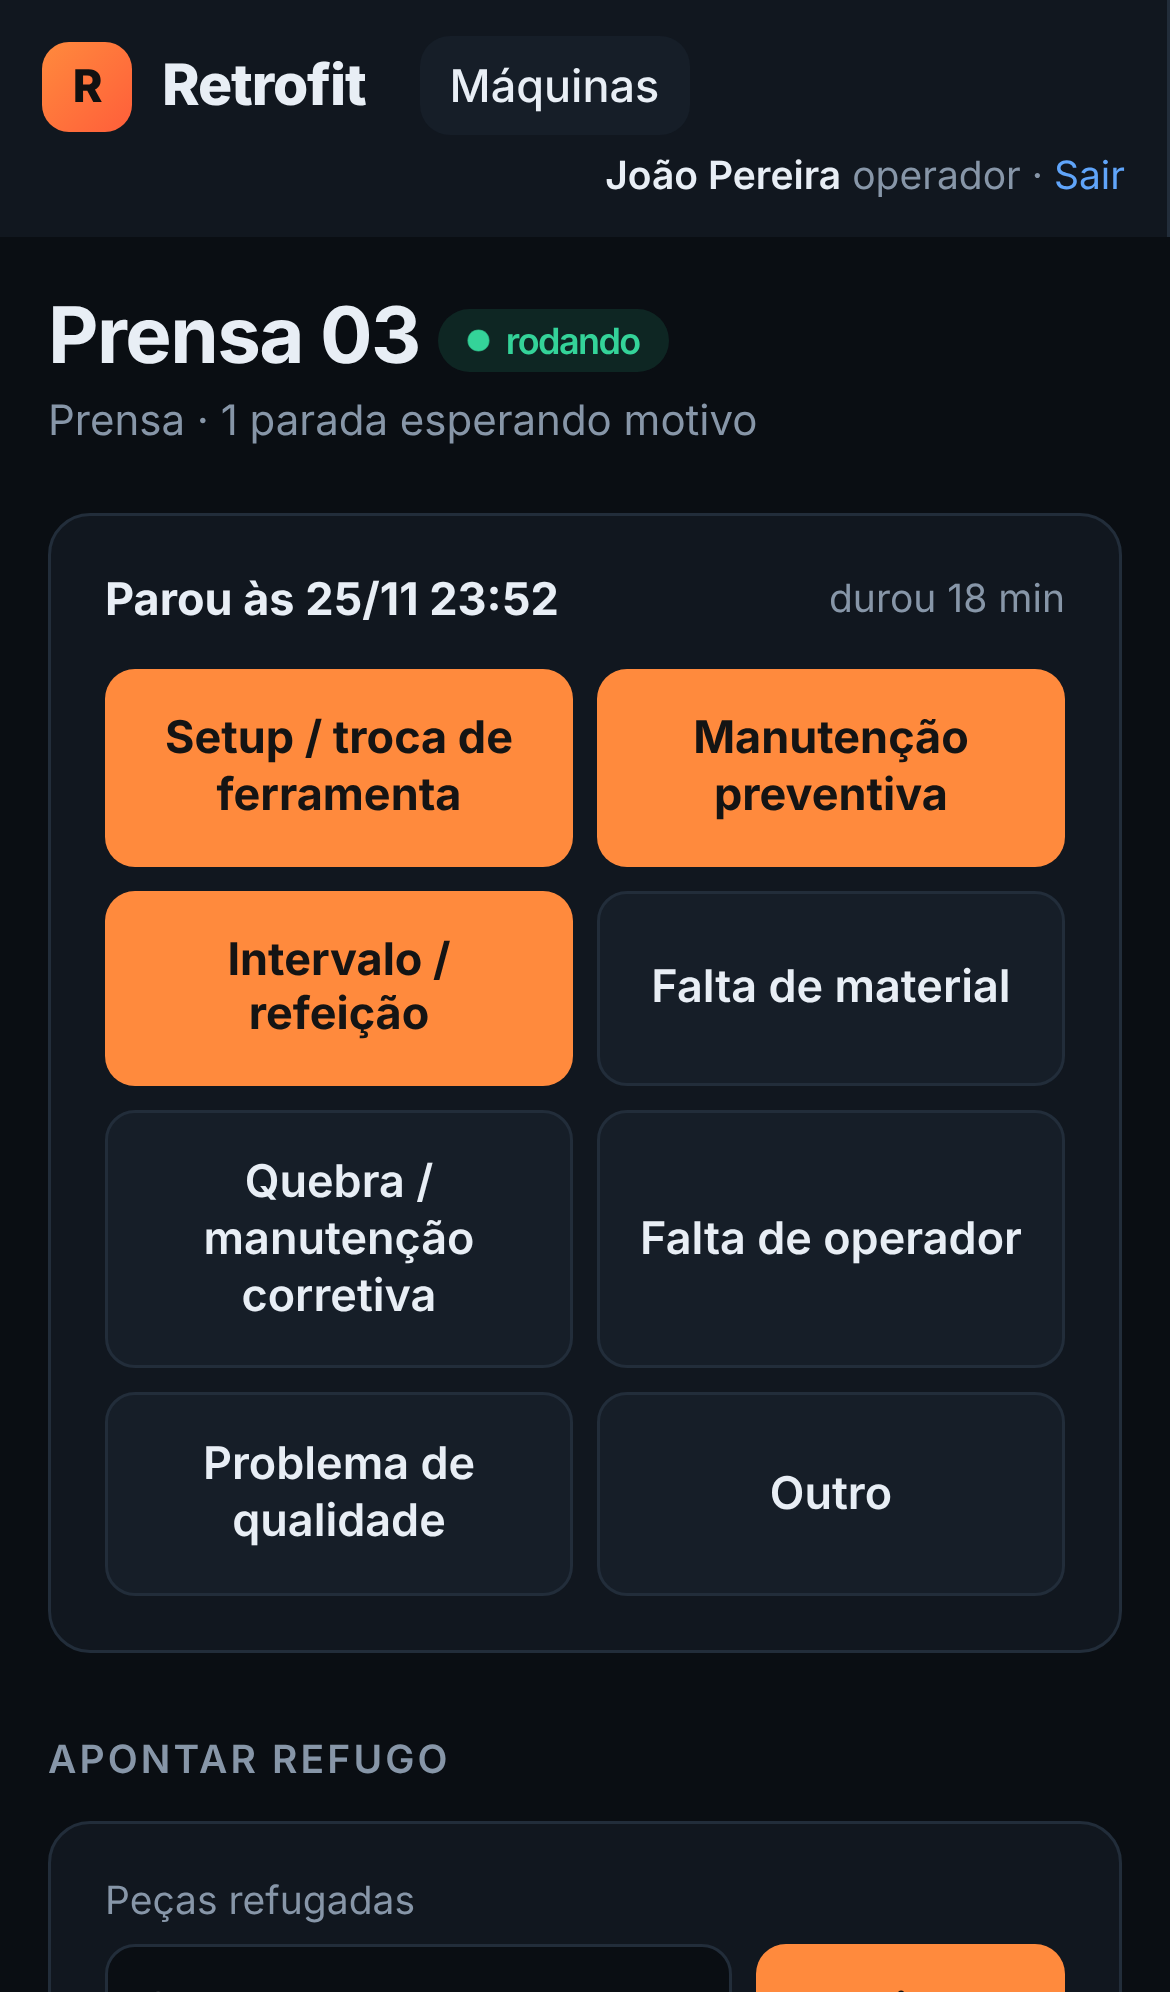 R Retrofit Máquinas
João Pereira operador · Sair
Prensa 03 rodando
Prensa · 1 parada esperando motivo
Parou às 25/11 23:52 durou 18 min
Setup / troca de
ferramenta
Manutenção
preventiva
Intervalo /
refeição
Falta de material
Quebra /
manutenção
corretiva
Falta de operador
Problema de
qualidade
Outro
APONTAR REFUGO
Peças refugadas